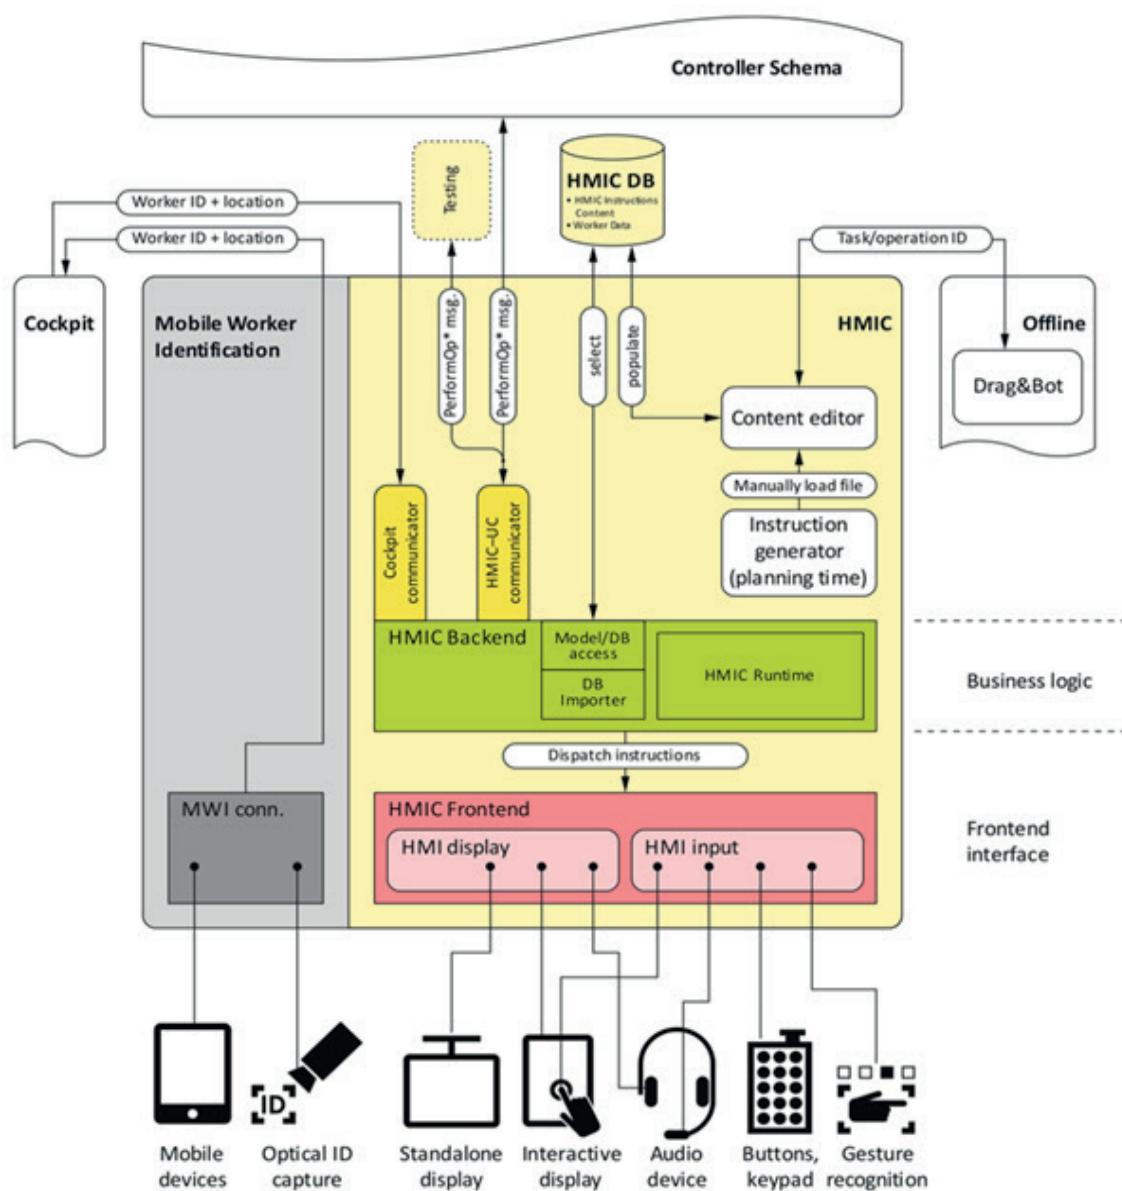 Controller Schema
Testing
HMIC DB
• HMIC Instructions
Content
• Worker Data
Worker ID + location
Worker ID + location
Task/operation ID
Cockpit
Mobile Worker
Identification
PerformOp* msg.
PerformOp* msg.
select
populate
HMIC
Offline
Drag&Bot
Content editor
Manually load file
Instruction
generator
(planning time)
Cockpit
communicator
HMIC–UC
communicator
HMIC Backend
Model/DB
access
DB
Importer
HMIC Runtime
Business logic
Dispatch instructions
MWI conn.
HMIC Frontend
HMI display
HMI input
Frontend
interface
ID
Mobile
devices
Optical ID
capture
Standalone
display
Interactive
display
Audio
device
Buttons,
keypad
Gesture
recognition